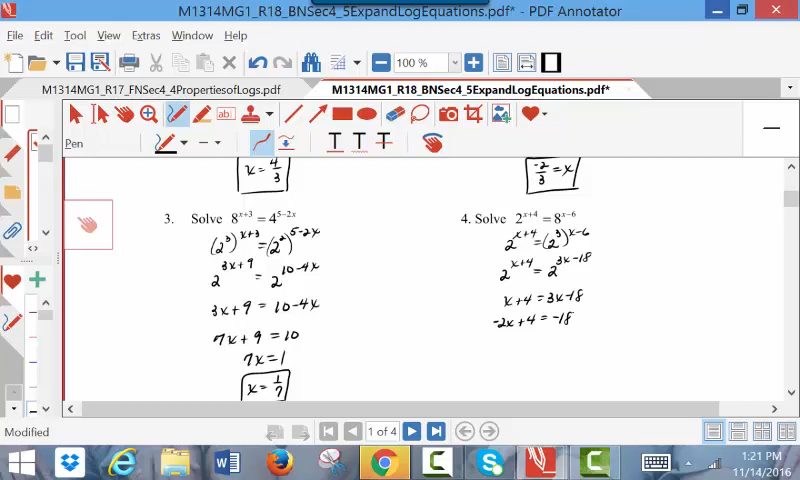 M1314MG1_R18_BNSec4_5ExpandLogEquations.pdf* - PDF Annotator
File Edit Tool View Extras Window Help
100 %
M1314MG1_R17_FNSec4_4PropertiesofLogs.pdf
M1314MG1_R18_BNSec4_5ExpandLogEquations.pdf*
ab|
Pen
T T T
x = 4/3
-2/3 = x
3. Solve 8^{x+3} = 4^{5-2x}
(2^3)^{x+3} = (2^2)^{5-2x}
2^{3x+9} = 2^{10-4x}
3x+9 = 10-4x
7x+9 = 10
7x=1
x = 1/7
4. Solve 2^{x+4} = 8^{x-6}
2^{x+4} = (2^3)^{x-6}
2^{x+4} = 2^{3x-18}
x+4 = 3x-18
-2x+4 = -18
1 of 4
Modified
1:21 PM
11/14/2016